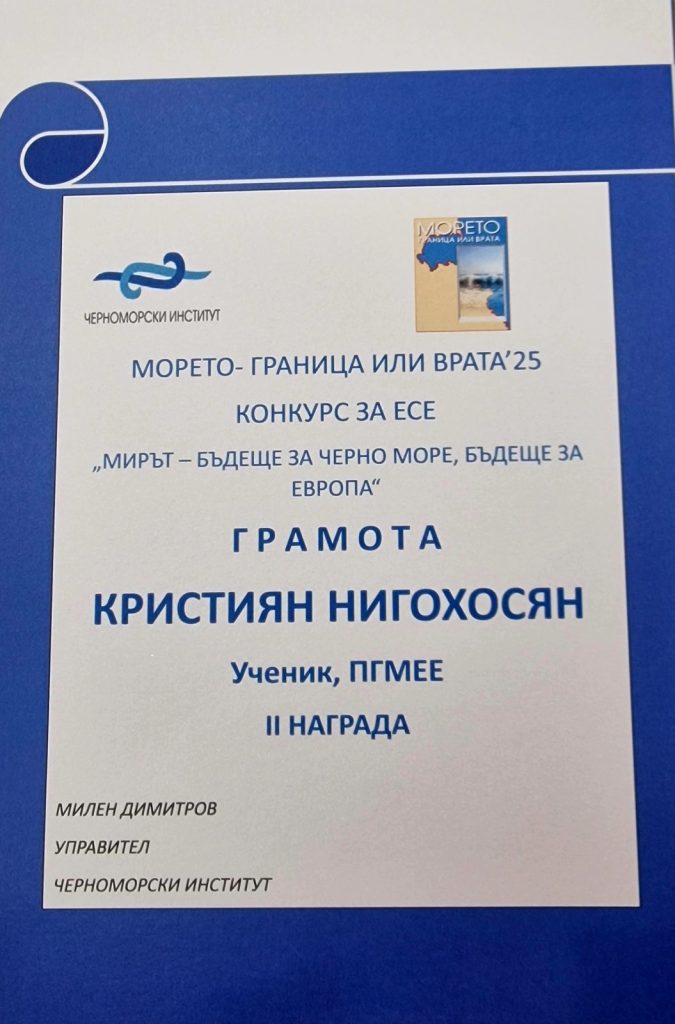 МОРЕТО
ГРАНИЦА ИЛИ ВРАТА
ЧЕРНОМОРСКИ ИНСТИТУТ
МОРЕТО- ГРАНИЦА ИЛИ ВРАТА’25
КОНКУРС ЗА ЕСЕ
„МИРЪТ – БЪДЕЩЕ ЗА ЧЕРНО МОРЕ, БЪДЕЩЕ ЗА
ЕВРОПА“
ГРАМОТА
КРИСТИЯН НИГОХОСЯН
Ученик, ПГМЕЕ
II НАГРАДА
МИЛЕН ДИМИТРОВ
УПРАВИТЕЛ
ЧЕРНОМОРСКИ ИНСТИТУТ